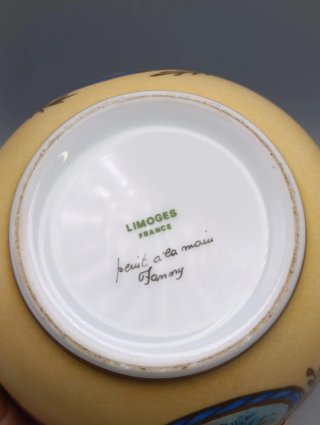 LIMOGES
FRANCE
peint à la main
Fanny